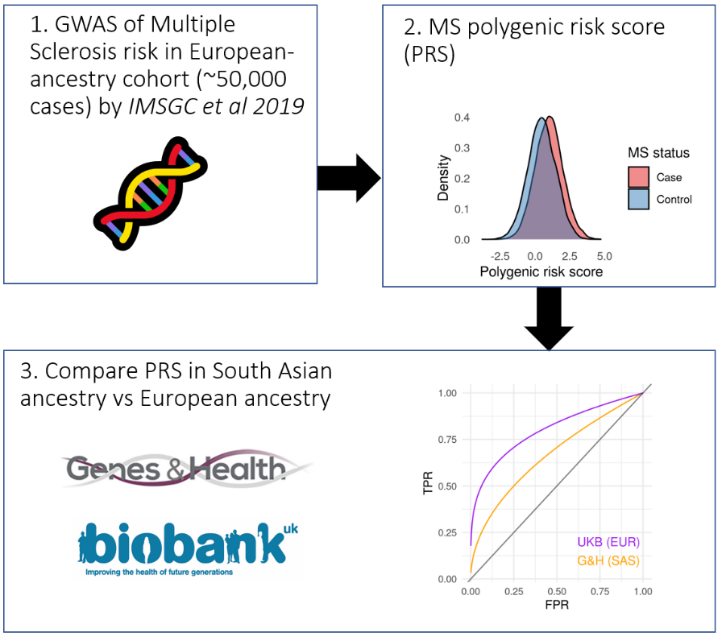 1. GWAS of Multiple
Sclerosis risk in European-
ancestry cohort (~50,000
cases) by IMSGC et al 2019
2. MS polygenic risk score
(PRS)
0.4
0.3
0.2
0.1
0.0
Density
-2.5 0.0 2.5 5.0
Polygenic risk score
MS status
Case
Control
3. Compare PRS in South Asian
ancestry vs European ancestry
Genes & Health
biobank uk
Improving the health of future generations
1.00
0.75
0.50
0.25
0.00
TPR
UKB (EUR)
G&H (SAS)
0.00 0.25 0.50 0.75 1.00
FPR